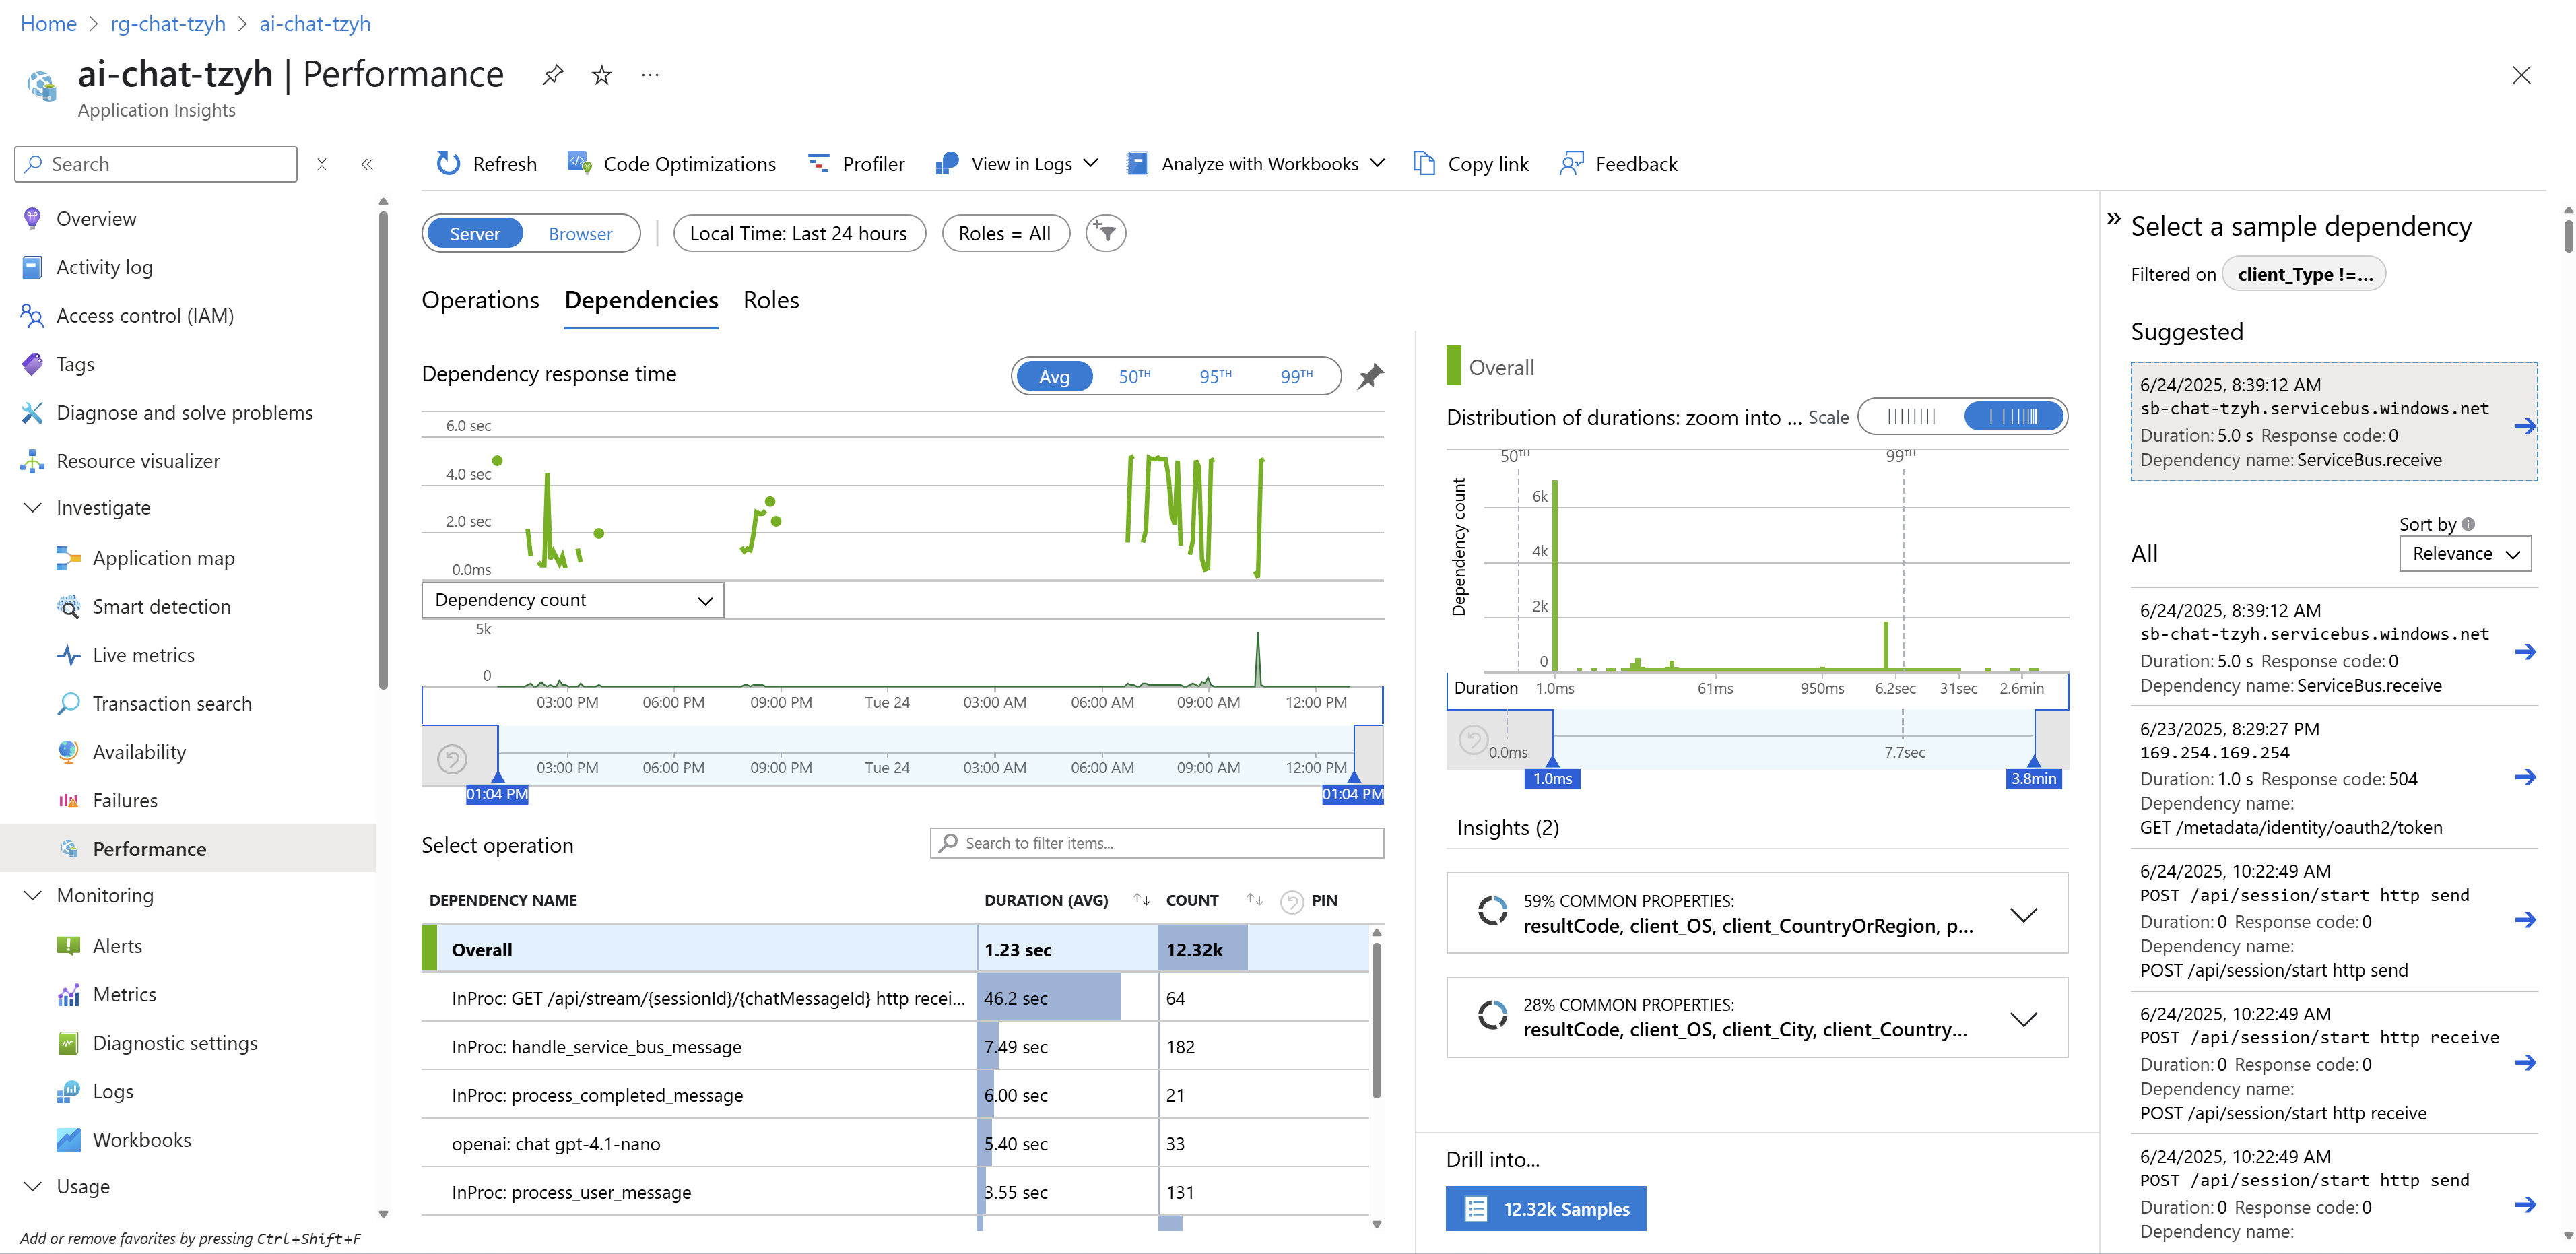 Home > rg-chat-tzyh > ai-chat-tzyh
ai-chat-tzyh | Performance
Application Insights
Search
Overview
Activity log
Access control (IAM)
Tags
Diagnose and solve problems
Resource visualizer
Investigate
Application map
Smart detection
Live metrics
Transaction search
Availability
Failures
Performance
Monitoring
Alerts
Metrics
Diagnostic settings
Logs
Workbooks
Usage
Add or remove favorites by pressing Ctrl+Shift+F
Refresh
Code Optimizations
Profiler
View in Logs
Analyze with Workbooks
Copy link
Feedback
Server
Browser
Local Time: Last 24 hours
Roles = All
Operations
Dependencies
Roles
Dependency response time
Avg
50TH
95TH
99TH
6.0 sec
4.0 sec
2.0 sec
0.0ms
Dependency count
5k
0
03:00 PM 06:00 PM 09:00 PM Tue 24 03:00 AM 06:00 AM 09:00 AM 12:00 PM
03:00 PM 06:00 PM 09:00 PM Tue 24 03:00 AM 06:00 AM 09:00 AM 12:00 PM
01:04 PM
01:04 PM
Select operation
Search to filter items...
DEPENDENCY NAME DURATION (AVG) COUNT PIN
Overall 1.23 sec 12.32k
InProc: GET /api/stream/{sessionId}/{chatMessageId} http recei... 46.2 sec 64
InProc: handle_service_bus_message 7.49 sec 182
InProc: process_completed_message 6.00 sec 21
openai: chat gpt-4.1-nano 5.40 sec 33
InProc: process_user_message 3.55 sec 131
Overall
Distribution of durations: zoom into ... Scale
50TH
99TH
Dependency count
6k
4k
2k
0
Duration 1.0ms 61ms 950ms 6.2sec 31sec 2.6min
0.0ms 7.7sec
1.0ms
3.8min
Insights (2)
59% COMMON PROPERTIES:
resultCode, client_OS, client_CountryOrRegion, p...
28% COMMON PROPERTIES:
resultCode, client_OS, client_City, client_Country...
Drill into...
12.32k Samples
Select a sample dependency
Filtered on client_Type !=...
Suggested
6/24/2025, 8:39:12 AM
sb-chat-tzyh.servicebus.windows.net
Duration: 5.0 s Response code: 0
Dependency name: ServiceBus.receive
Sort by
All
Relevance
6/24/2025, 8:39:12 AM
sb-chat-tzyh.servicebus.windows.net
Duration: 5.0 s Response code: 0
Dependency name: ServiceBus.receive
6/23/2025, 8:29:27 PM
169.254.169.254
Duration: 1.0 s Response code: 504
Dependency name:
GET /metadata/identity/oauth2/token
6/24/2025, 10:22:49 AM
POST /api/session/start http send
Duration: 0 Response code: 0
Dependency name:
POST /api/session/start http send
6/24/2025, 10:22:49 AM
POST /api/session/start http receive
Duration: 0 Response code: 0
Dependency name:
POST /api/session/start http receive
6/24/2025, 10:22:49 AM
POST /api/session/start http send
Duration: 0 Response code: 0
Dependency name: